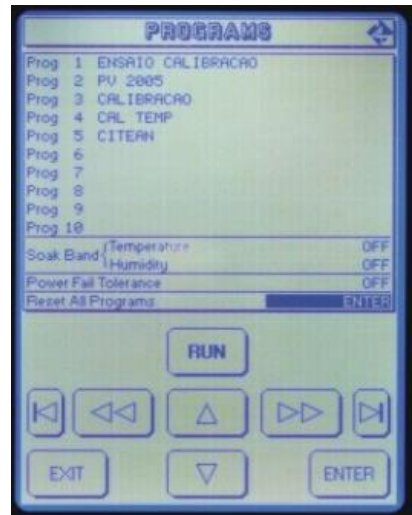 PROGRAMS
Prog 1 ENSAIO CALIBRACAO
Prog 2 PV 2005
Prog 3 CALIBRACAO
Prog 4 CAL TEMP
Prog 5 CITEAN
Prog 6
Prog 7
Prog 8
Prog 9
Prog 10
Soak Band { Temperature OFF
Humidity OFF
Power Fail Tolerance OFF
Reset All Programs ENTER
RUN
EXIT
ENTER